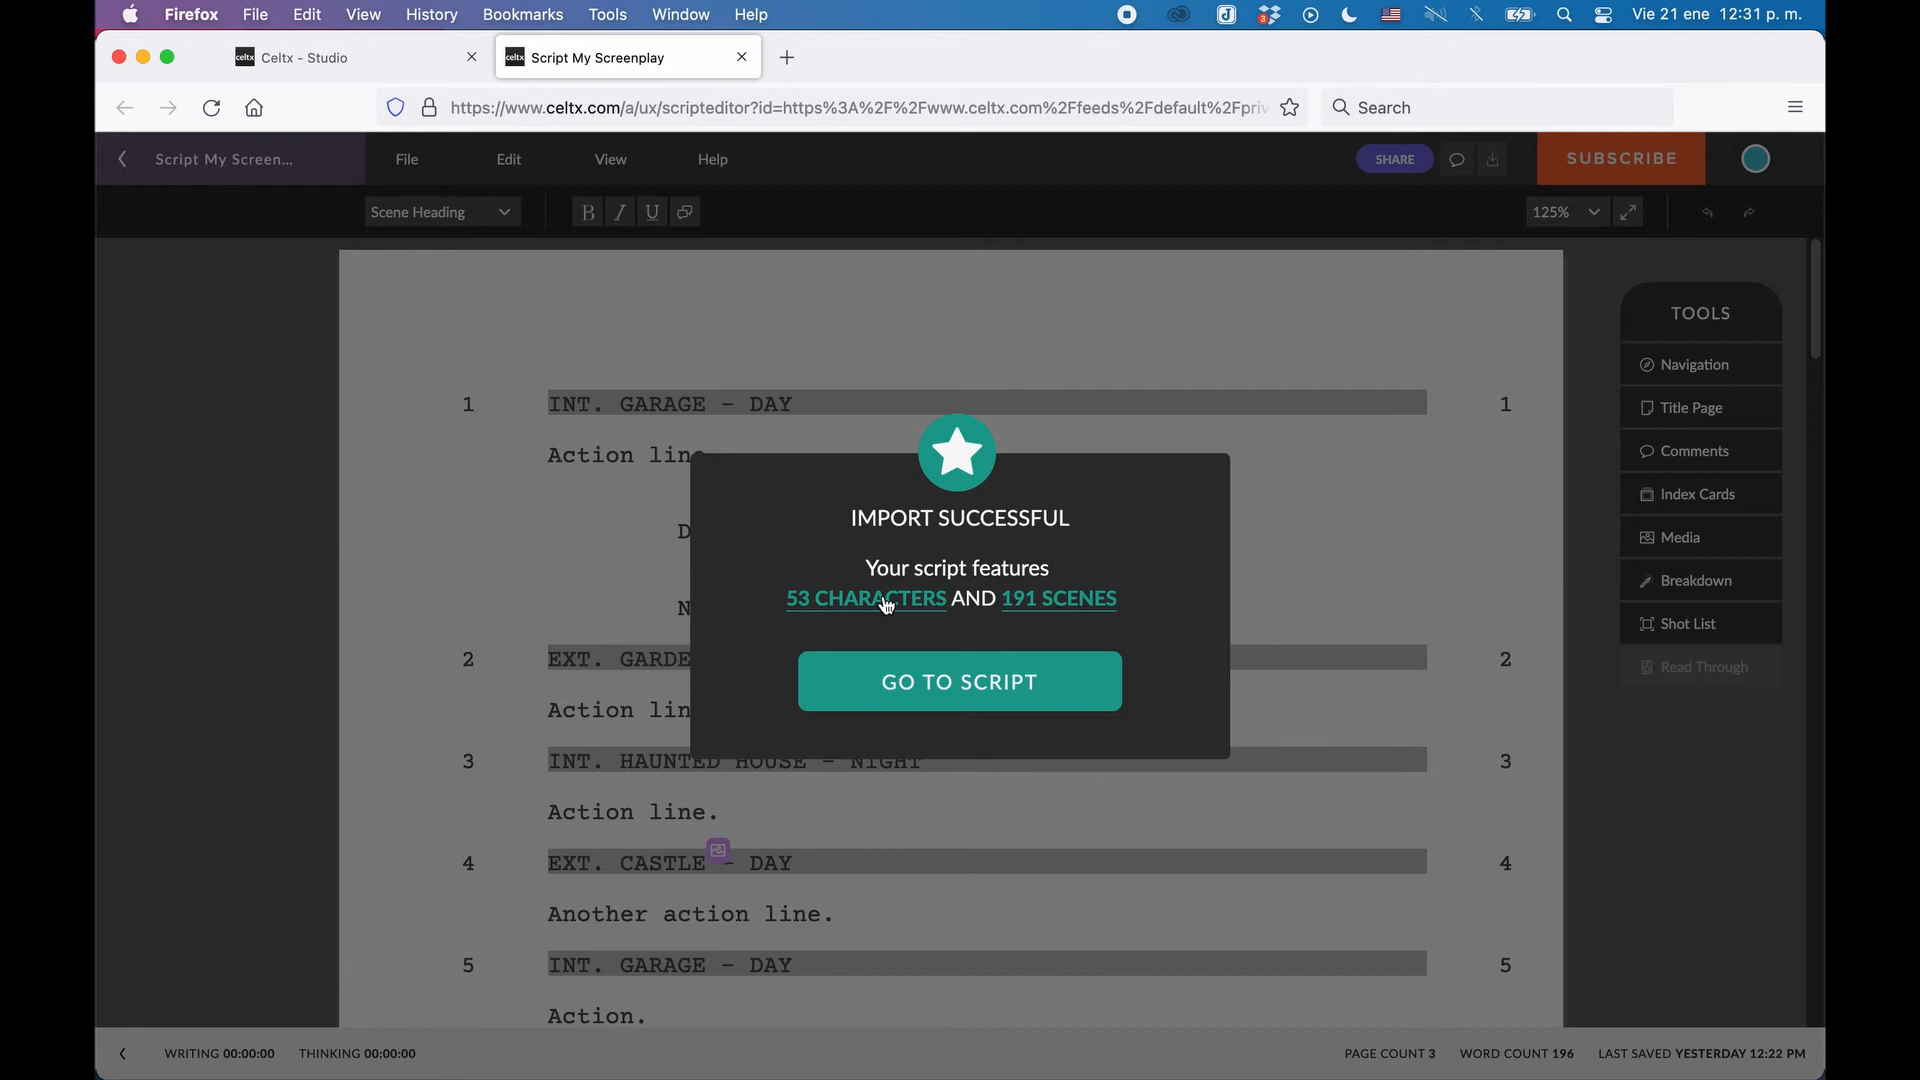 Firefox File Edit View History Bookmarks Tools Window Help Vie 21 ene 12:31 p. m.
celtx Celtx - Studio celtx Script My Screenplay
https://www.celtx.com/a/ux/scripteditor?id=https%3A%2F%2Fwww.celtx.com%2Ffeeds%2Fdefault%2Fpriv Search
Script My Screen... File Edit View Help SHARE SUBSCRIBE
Scene Heading B I U 125%
TOOLS
Navigation
Title Page
Comments
Index Cards
Media
Breakdown
Shot List
Read Through
1 INT. GARAGE - DAY 1
Action line
D
N
2 EXT. GARDE 2
Action lin
3 INT. HAUNTED HOUSE - NIGHT 3
Action line.
4 EXT. CASTLE - DAY 4
Another action line.
5 INT. GARAGE - DAY 5
Action.
IMPORT SUCCESSFUL
Your script features
53 CHARACTERS AND 191 SCENES
GO TO SCRIPT
WRITING 00:00:00 THINKING 00:00:00 PAGE COUNT 3 WORD COUNT 196 LAST SAVED YESTERDAY 12:22 PM